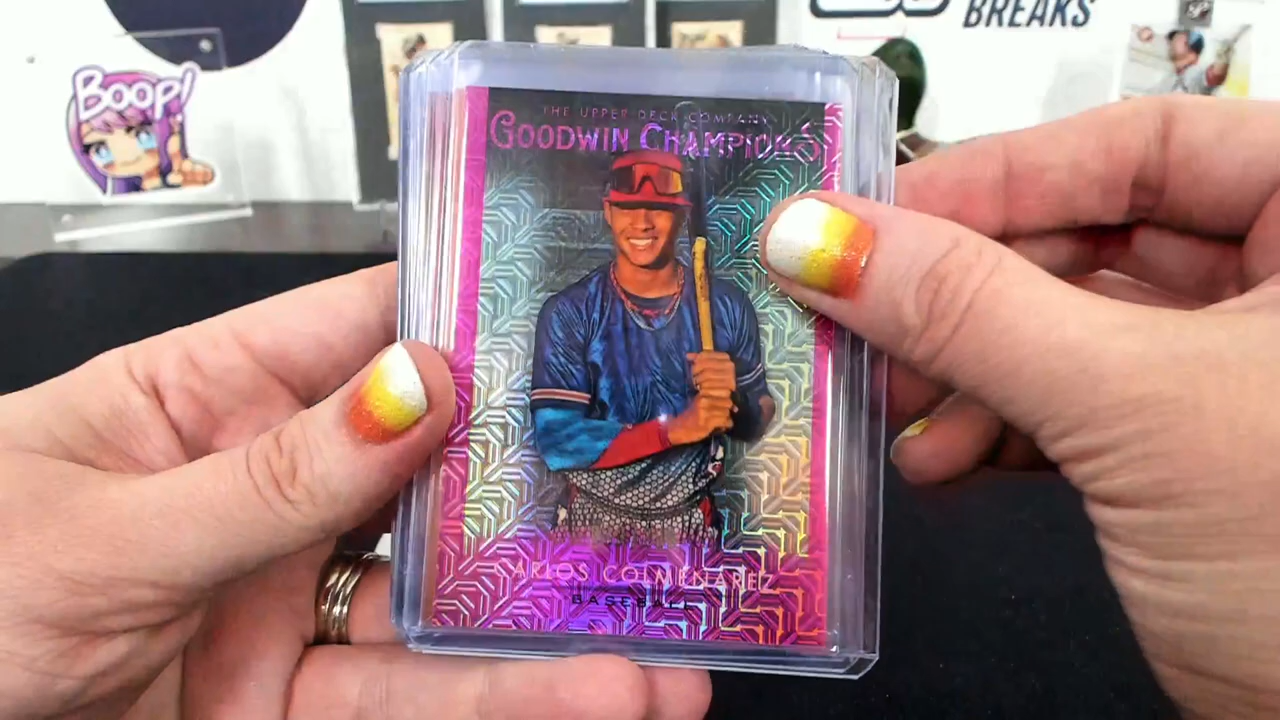 BOOP!
BREAKS
THE UPPER DECK COMPANY
GOODWIN CHAMPIONS
CARLOS COLMENAREZ
BASEBALL